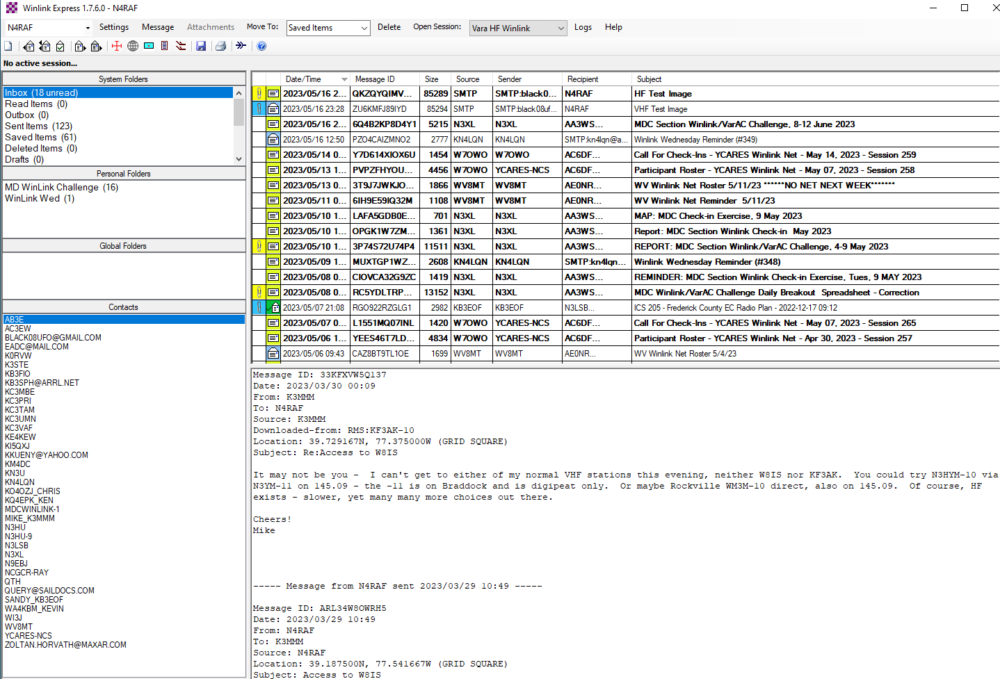 Winlink Express 1.7.6.0 - N4RAF
N4RAF Settings Message Attachments Move To: Saved Items Delete Open Session: Vara HF Winlink Logs Help
No active session...
System Folders
Inbox (18 unread)
Read Items (0)
Outbox (0)
Sent Items (123)
Saved Items (61)
Deleted Items (0)
Drafts (0)
Personal Folders
MD WinLink Challenge (16)
WinLink Wed (1)
Global Folders
Contacts
AB3E
AC3EW
BLACK08UFO@GMAIL.COM
EADC@MAIL.COM
K0RVW
K3STE
KB3FIO
KB3SPH@ARRL.NET
KC3MBE
KC3PRI
KC3TAM
KC3UMN
KC3VAF
KE4KEW
KI5QXJ
KKUENY@YAHOO.COM
KM4DC
KN3U
KN4LQN
KO4OZJ_CHRIS
KQ4EPK_KEN
MDCWINLINK-1
MIKE_K3MMM
N3HU
N3HU-9
N3LSB
N3XL
N9EBJ
NCGCR-RAY
QTH
QUERY@SAILDOCS.COM
SANDY_KB3EOF
WA4KBM_KEVIN
WI3J
WV8MT
YCARES-NCS
ZOLTAN.HORVATH@MAXAR.COM
Date/Time Message ID Size Source Sender Recipient Subject
2023/05/16 2... QKZQYQIMV... 85289 SMTP SMTP:black0... N4RAF HF Test Image
2023/05/16 23:28 ZU6KMFJ89IYD 85294 SMTP SMTP:black08uf... N4RAF VHF Test Image
2023/05/16 2... 6Q4B2KP8D4Y1 5215 N3XL N3XL AA3WS... MDC Section Winlink/VarAC Challenge, 8-12 June 2023
2023/05/16 12:50 PZO4CAIZMNO2 2777 KN4LQN KN4LQN SMTP:kn4lqn@a... Winlink Wednesday Reminder (#349)
2023/05/14 0... Y7D614XIOX6U 1454 W7OWO W7OWO AC6DF... Call For Check-Ins - YCARES Winlink Net - May 14, 2023 - Session 259
2023/05/13 1... PVPZFHYOU... 4456 W7OWO YCARES-NCS AC6DF... Participant Roster - YCARES Winlink Net - May 07, 2023 - Session 258
2023/05/13 0... 3T9J7JWKJO... 1866 WV8MT WV8MT AE0NR... WV Winlink Net Roster 5/11/23 ******NO NET NEXT WEEK*******
2023/05/11 0... 6IH9E59IQ32M 1108 WV8MT WV8MT AE0NR... WV Winlink Net Reminder 5/11/23
2023/05/10 1... LAFA5GDB0E... 701 N3XL N3XL AA3WS... MAP: MDC Check-in Exercise, 9 May 2023
2023/05/10 1... OPGK1W7ZM... 1361 N3XL N3XL AA3WS... Report: MDC Section Winlink Check-in May 2023
2023/05/10 1... 3P74S72U74P4 11511 N3XL N3XL AA3WS... REPORT: MDC Section Winlink/VarAC Challenge, 4-9 May 2023
2023/05/09 1... MUXTGP1WZ... 2608 KN4LQN KN4LQN SMTP:kn4lqn... Winlink Wednesday Reminder (#348)
2023/05/08 0... CIOVCA32G9ZC 1419 N3XL N3XL AA3WS... REMINDER: MDC Section Winlink Check-in Exercise, Tues, 9 MAY 2023
2023/05/08 0... RC5YDLTRP... 13152 N3XL N3XL AA3WS... MDC Winlink/VarAC Challenge Daily Breakout Spreadsheet - Correction
2023/05/07 21:08 RGO922RZGLG1 2982 KB3EOF KB3EOF N3LSB... ICS 205 - Frederick County EC Radio Plan - 2022-12-17 09:12
2023/05/07 0... L1551MQ07INL 1420 W7OWO YCARES-NCS AC6DF... Call For Check-Ins - YCARES Winlink Net - May 07, 2023 - Session 265
2023/05/06 1... YEES46T7LD... 4834 W7OWO YCARES-NCS AC6DF... Participant Roster - YCARES Winlink Net - Apr 30, 2023 - Session 257
2023/05/06 09:43 CAZ8BT9TL1OE 1699 WV8MT WV8MT AE0NR... WV Winlink Net Roster 5/4/23
Message ID: 33KFXVW5Q137
Date: 2023/03/30 00:09
From: K3MMM
To: N4RAF
Source: K3MMM
Downloaded-from: RMS:KF3AK-10
Location: 39.729167N, 77.375000W (GRID SQUARE)
Subject: Re:Access to W8IS
It may not be you - I can't get to either of my normal VHF stations this evening, neither W8IS nor KF3AK. You could try N3HYM-10 via
N3YM-11 on 145.09 - the -11 is on Braddock and is digipeat only. Or maybe Rockville WM3M-10 direct, also on 145.09. Of course, HF
exists - slower, yet many many more choices out there.
Cheers!
Mike
----- Message from N4RAF sent 2023/03/29 10:49 -----
Message ID: ARL34W8OWRH5
Date: 2023/03/29 10:49
From: N4RAF
To: K3MMM
Source: N4RAF
Location: 39.187500N, 77.541667W (GRID SQUARE)
Subject: Access to W8IS